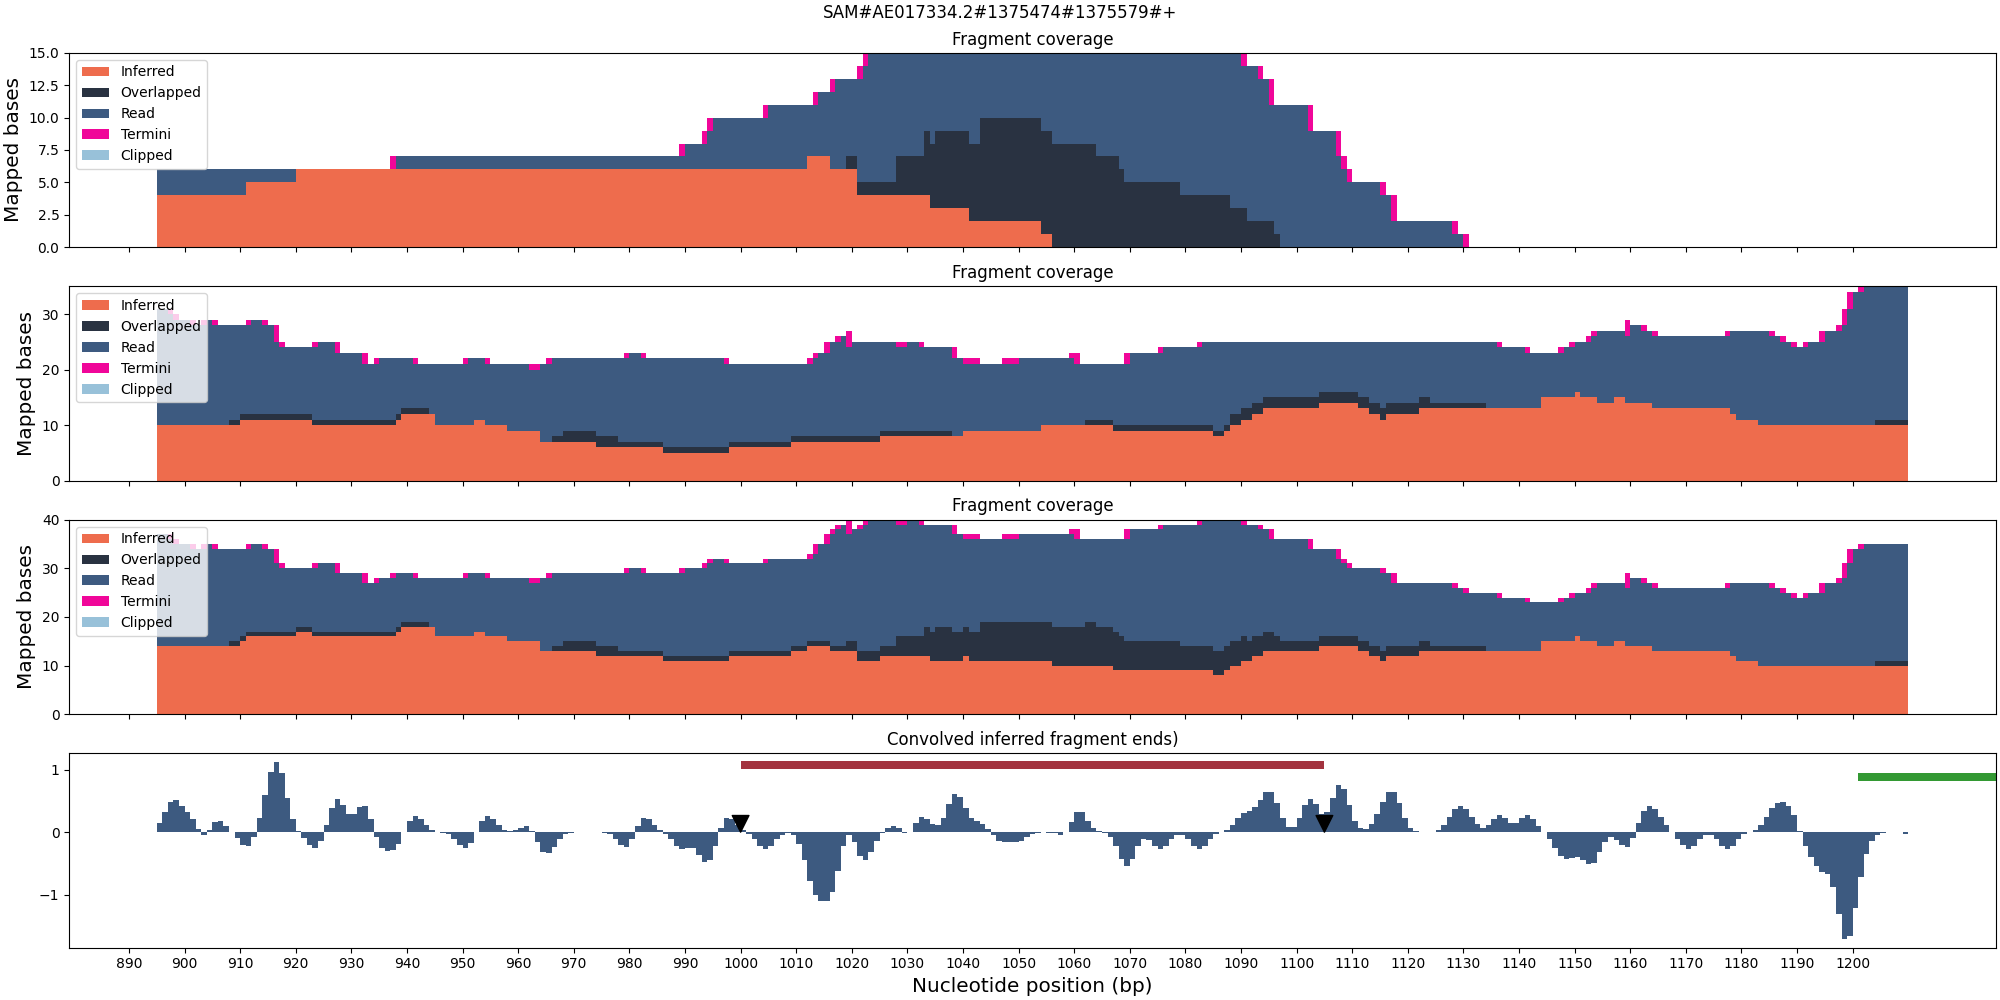 SAM#AE017334.2#1375474#1375579#+
Fragment coverage
Mapped bases
15.0
12.5
10.0
7.5
5.0
2.5
0.0
Inferred
Overlapped
Read
Termini
Clipped
Fragment coverage
Mapped bases
30
20
10
0
Inferred
Overlapped
Read
Termini
Clipped
Fragment coverage
Mapped bases
40
30
20
10
0
Inferred
Overlapped
Read
Termini
Clipped
Convolved inferred fragment ends)
1
0
−1
890 900 910 920 930 940 950 960 970 980 990 1000 1010 1020 1030 1040 1050 1060 1070 1080 1090 1100 1110 1120 1130 1140 1150 1160 1170 1180 1190 1200
Nucleotide position (bp)